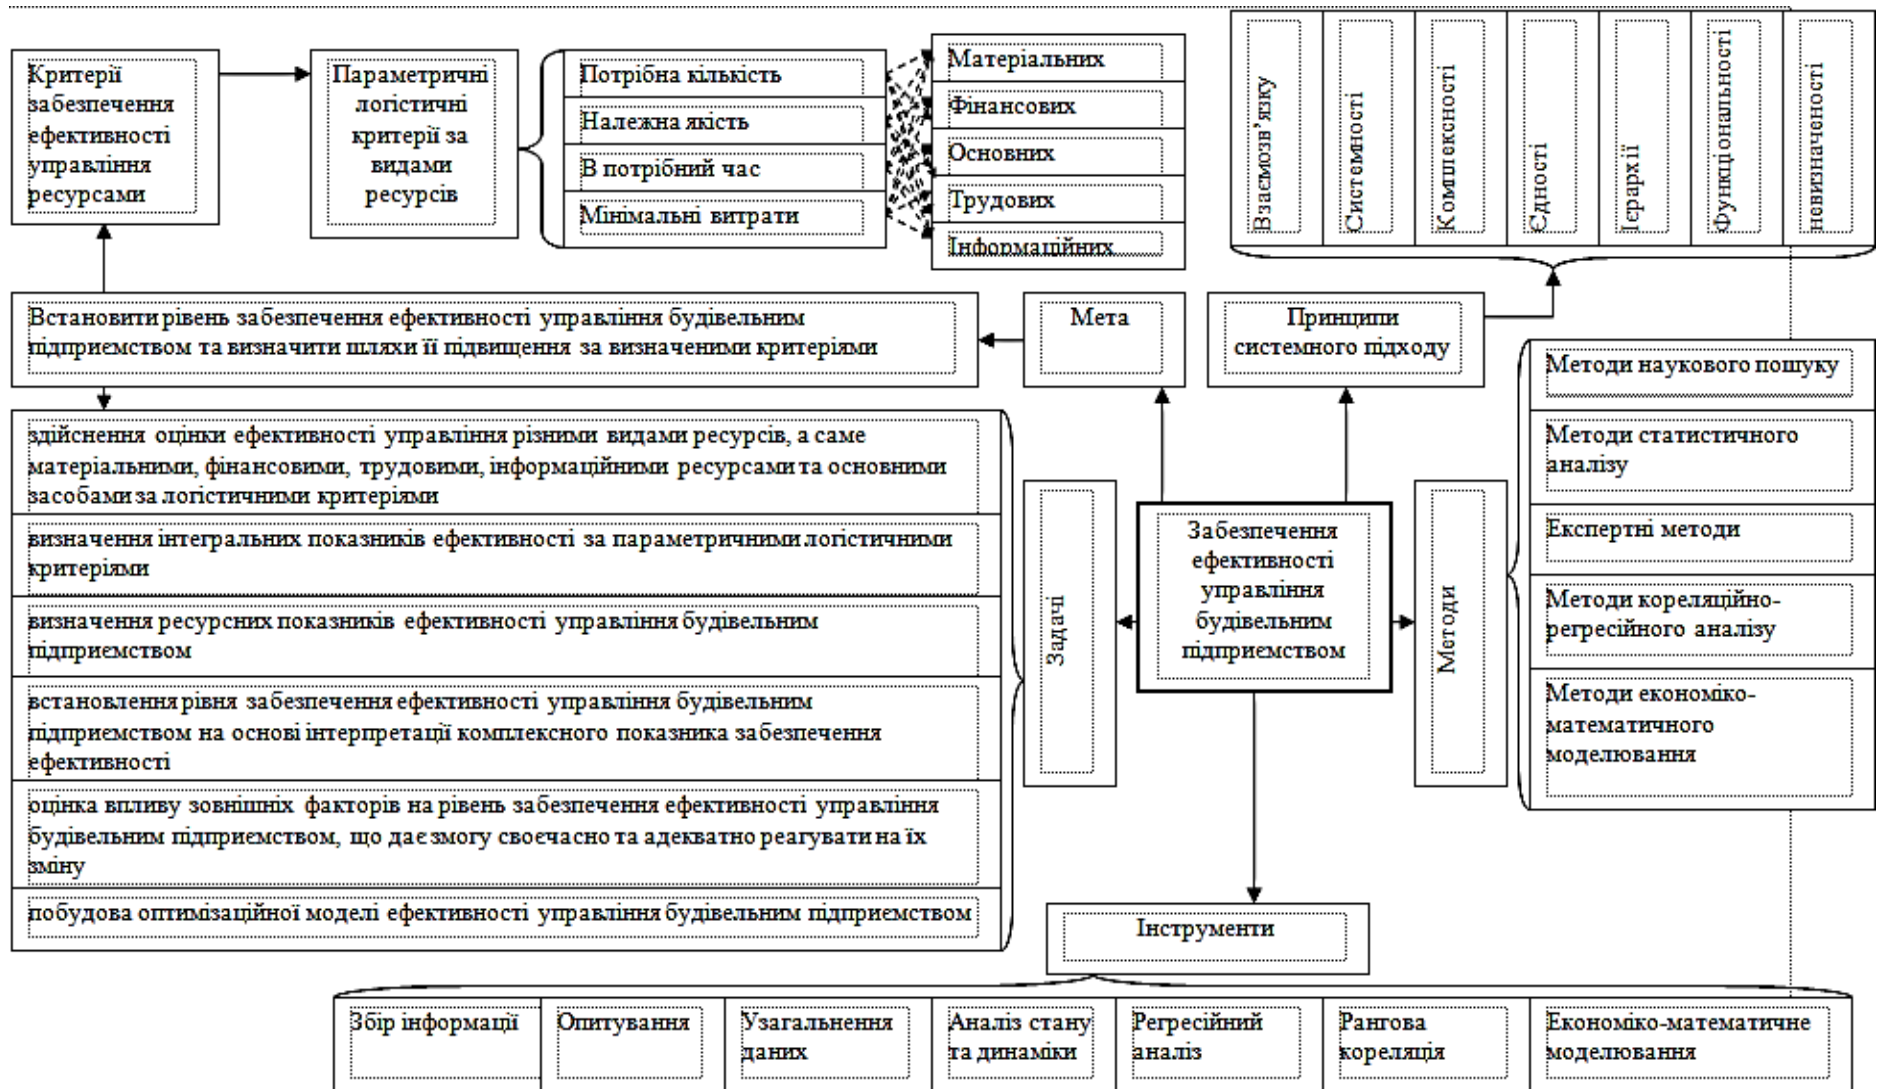 Критерії
забезпечення
ефективності
управління
ресурсами
Параметричні
логістичні
критерії за
видами
ресурсів
Потрібна кількість
Належна якість
В потрібний час
Мінімальні витрати
Матеріальних
Фінансових
Основних
Трудових
Інформаційних
Взаємозв'язку
Системності
Комплексності
Єдності
Ієрархії
Функціональності
невизначеності
Встановити рівень забезпечення ефективності управління будівельним
підприємством та визначити шляхи її підвищення за визначеними критеріями
Мета
Принципи
системного підходу
Методи наукового пошуку
Методи статистичного
аналізу
Експертні методи
Методи кореляційно-
регресійного аналізу
Методи економіко-
математичного
моделювання
здійснення оцінки ефективності управління різними видами ресурсів, а саме
матеріальними, фінансовими, трудовими, інформаційними ресурсами та основними
засобами за логістичними критеріями
визначення інтегральних показників ефективності за параметричними логістичними
критеріями
визначення ресурсних показників ефективності управління будівельним
підприємством
встановлення рівня забезпечення ефективності управління будівельним
підприємством на основі інтерпретації комплексного показника забезпечення
ефективності
оцінка впливу зовнішніх факторів на рівень забезпечення ефективності управління
будівельним підприємством, що дає змогу своєчасно та адекватно реагувати на їх
зміну
побудова оптимізаційної моделі ефективності управління будівельним підприємством
Задачі
Забезпечення
ефективності
управління
будівельним
підприємством
Методи
Інструменти
Збір інформації
Опитування
Узагальнення
даних
Аналіз стану
та динаміки
Регресійний
аналіз
Рангова
кореляція
Економіко-математичне
моделювання